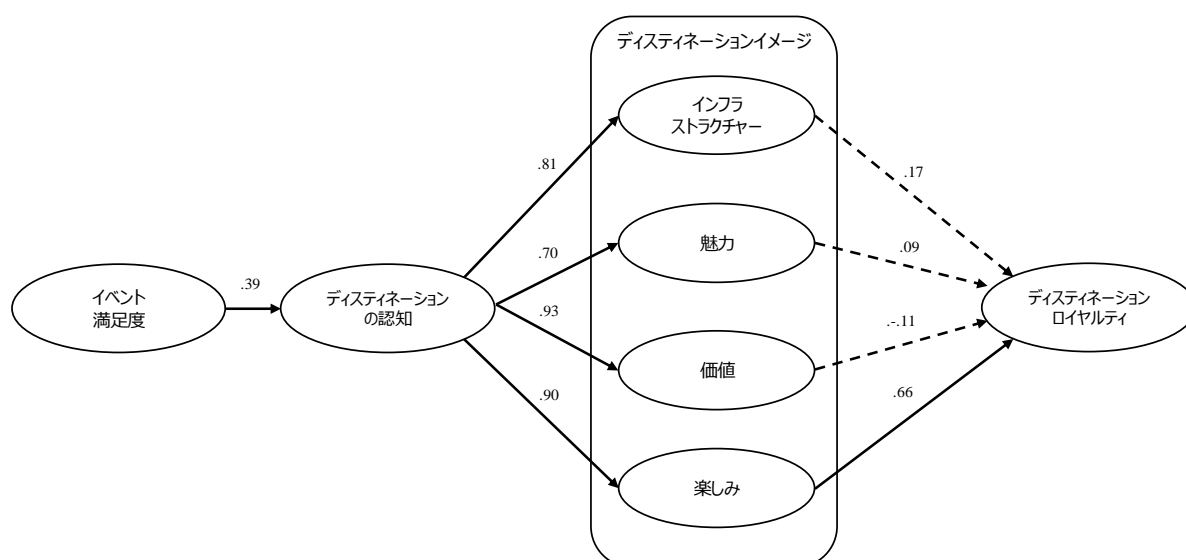 ディスティネーションイメージ
インフラ
ストラクチャー
.81
.17
魅力
.70
.09
イベント
満足度
.39
ディスティネーション
の認知
ディスティネーション
ロイヤルティ
.93
.-.11
価値
.90
.66
楽しみ